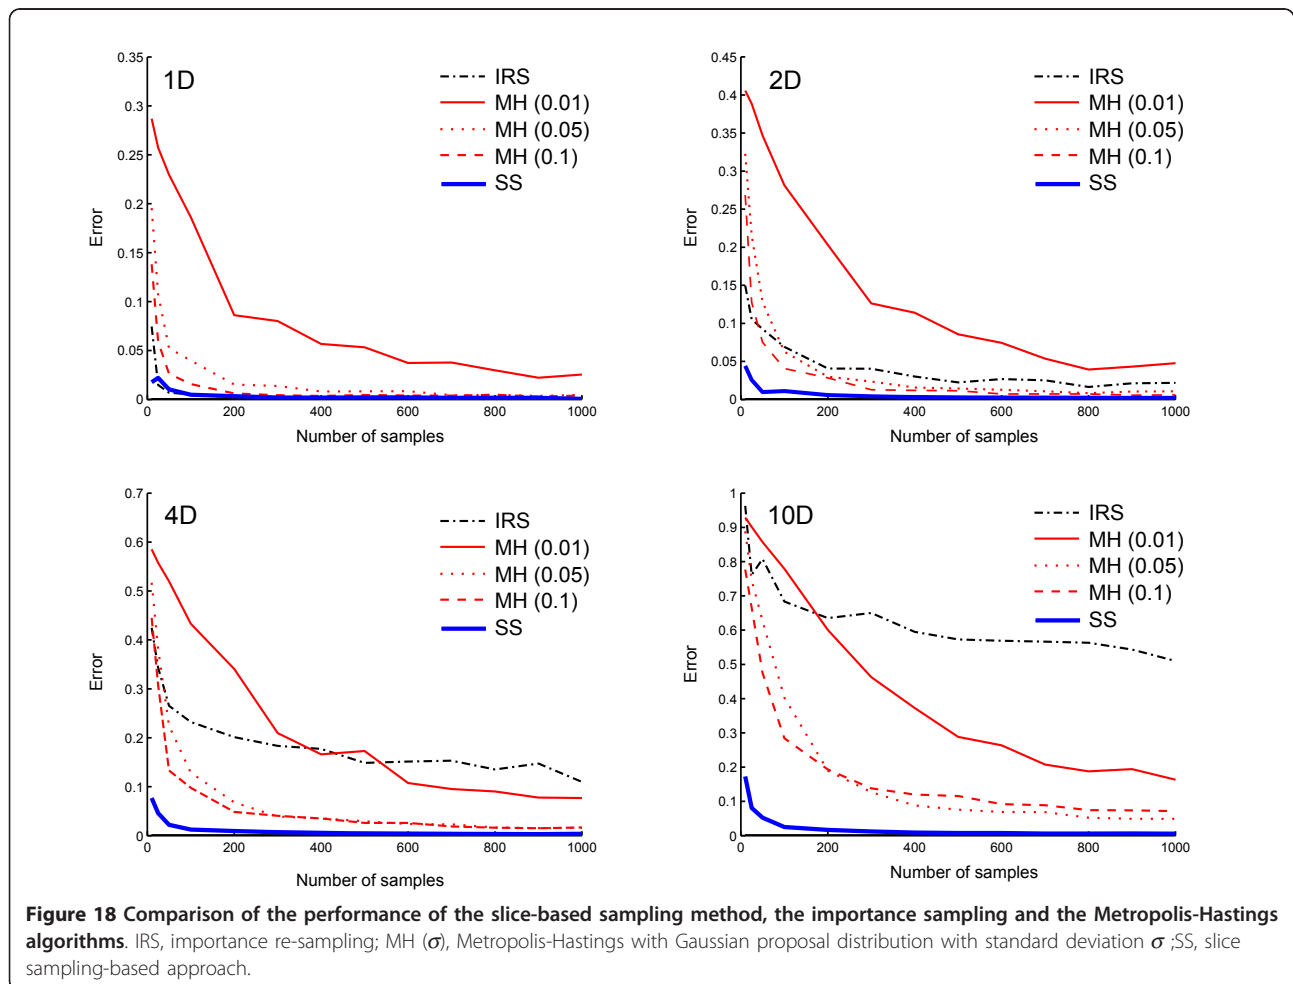 1D
IRS
MH (0.01)
MH (0.05)
MH (0.1)
SS
0.35
0.3
0.25
0.2
0.15
0.1
0.05
0
Error
0 200 400 600 800 1000
Number of samples
2D
IRS
MH (0.01)
MH (0.05)
MH (0.1)
SS
0.45
0.4
0.35
0.3
0.25
0.2
0.15
0.1
0.05
0
Error
0 200 400 600 800 1000
Number of samples
4D
IRS
MH (0.01)
MH (0.05)
MH (0.1)
SS
0.7
0.6
0.5
0.4
0.3
0.2
0.1
0
Error
0 200 400 600 800 1000
Number of samples
10D
IRS
MH (0.01)
MH (0.05)
MH (0.1)
SS
1
0.9
0.8
0.7
0.6
0.5
0.4
0.3
0.2
0.1
0
Error
0 200 400 600 800 1000
Number of samples
Figure 18 Comparison of the performance of the slice-based sampling method, the importance sampling and the Metropolis-Hastings
algorithms. IRS, importance re-sampling; MH (σ), Metropolis-Hastings with Gaussian proposal distribution with standard deviation σ ;SS, slice
sampling-based approach.